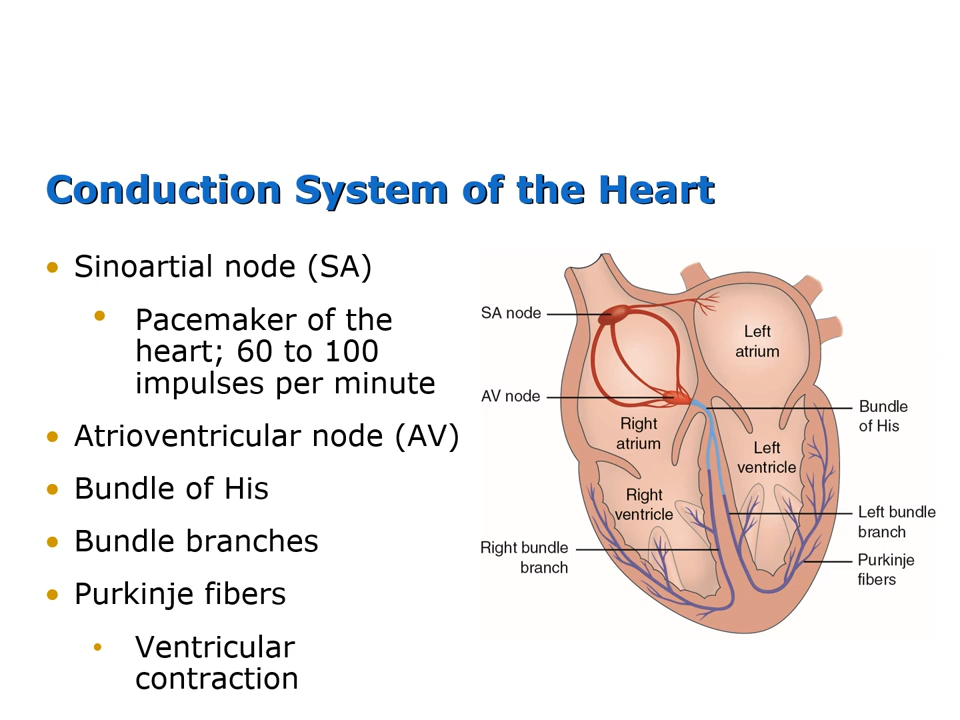 Conduction System of the Heart
• Sinoartial node (SA)
• Pacemaker of the
heart; 60 to 100
impulses per minute
• Atrioventricular node (AV)
• Bundle of His
• Bundle branches
• Purkinje fibers
• Ventricular
contraction
SA node
Left
atrium
AV node
Bundle
of His
Right
atrium
Left
ventricle
Right
ventricle
Left bundle
branch
Right bundle
branch
Purkinje
fibers